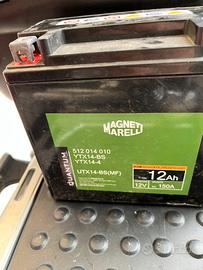 MAGNETI
MARELLI
512 014 010
YTX14-BS
YTX14-4
UTX14-BS(MF)
QUANTUM
12Ah
12V
150A